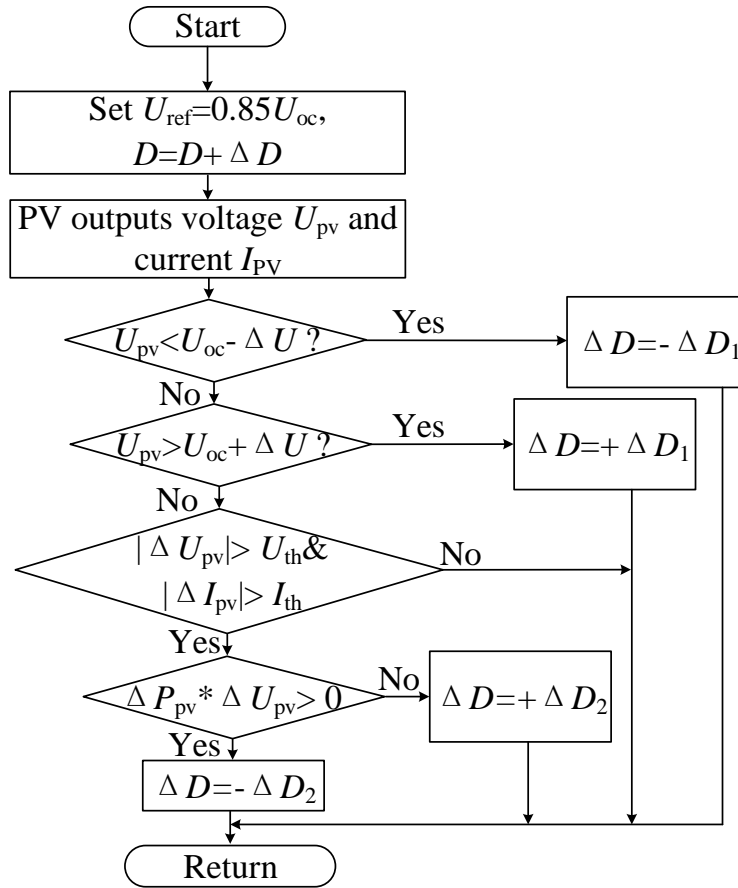 Start
Set Uref=0.85Uoc,
D=D+ΔD
PV outputs voltage Upv and
current IPV
Upv<Uoc-ΔU?
Yes
ΔD=-ΔD1
No
Upv>Uoc+ΔU?
Yes
ΔD=+ΔD1
No
|ΔUpv|>Uth&
|ΔIpv|>Ith
No
Yes
ΔPpv*ΔUpv>0
No
ΔD=+ΔD2
Yes
ΔD=-ΔD2
Return